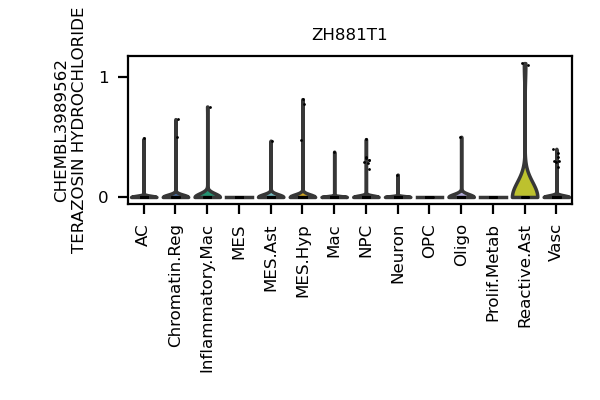 ZH881T1
CHEMBL3989562
TERAZOSIN HYDROCHLORIDE
1
0
AC
Chromatin.Reg
Inflammatory.Mac
MES
MES.Ast
MES.Hyp
Mac
NPC
Neuron
OPC
Oligo
Prolif.Metab
Reactive.Ast
Vasc